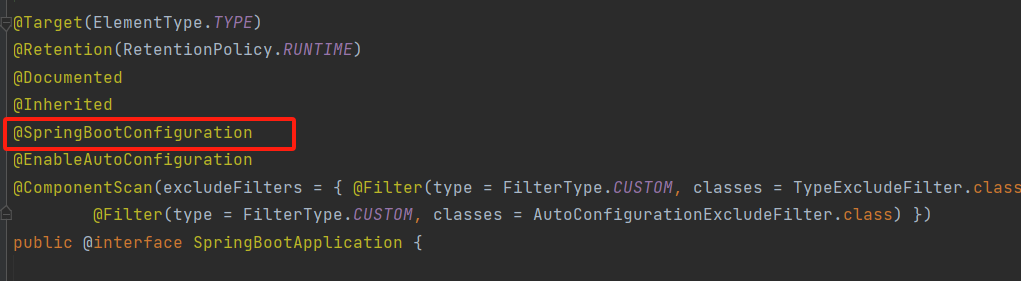 @Target(ElementType.TYPE)
@Retention(RetentionPolicy.RUNTIME)
@Documented
@Inherited
@SpringBootConfiguration
@EnableAutoConfiguration
@ComponentScan(excludeFilters = { @Filter(type = FilterType.CUSTOM, classes = TypeExcludeFilter.class
@Filter(type = FilterType.CUSTOM, classes = AutoConfigurationExcludeFilter.class) })
public @interface SpringBootApplication {